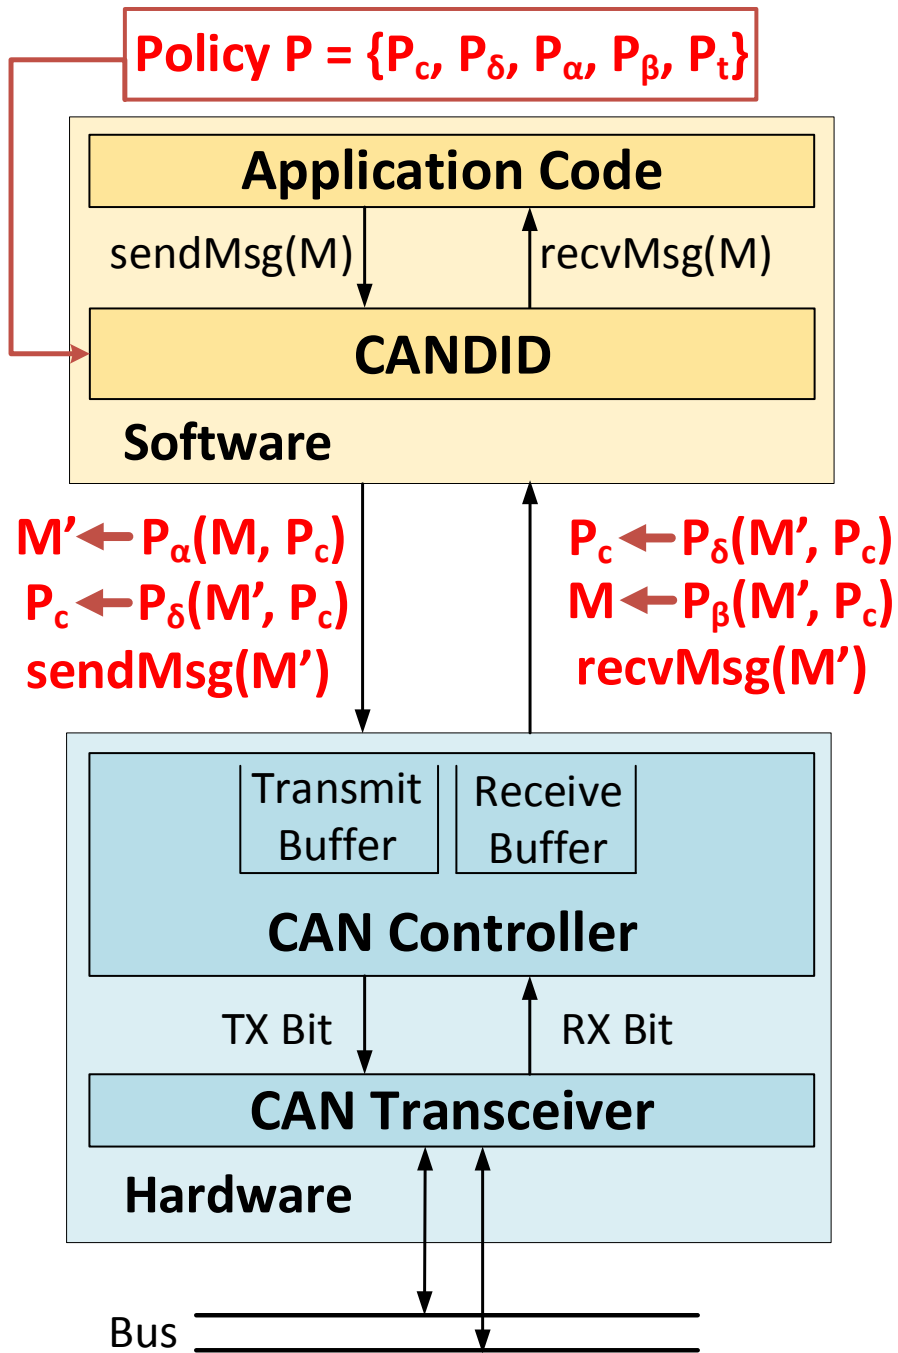 Policy P = {Pc, Pδ, Pα, Pβ, Pt}
Application Code
sendMsg(M)
recvMsg(M)
CANDID
Software
M’ ← Pα(M, Pc)
Pc ← Pδ(M’, Pc)
sendMsg(M’)
Pc ← Pδ(M’, Pc)
M ← Pβ(M’, Pc)
recvMsg(M’)
Transmit
Buffer
Receive
Buffer
CAN Controller
TX Bit
RX Bit
CAN Transceiver
Hardware
Bus